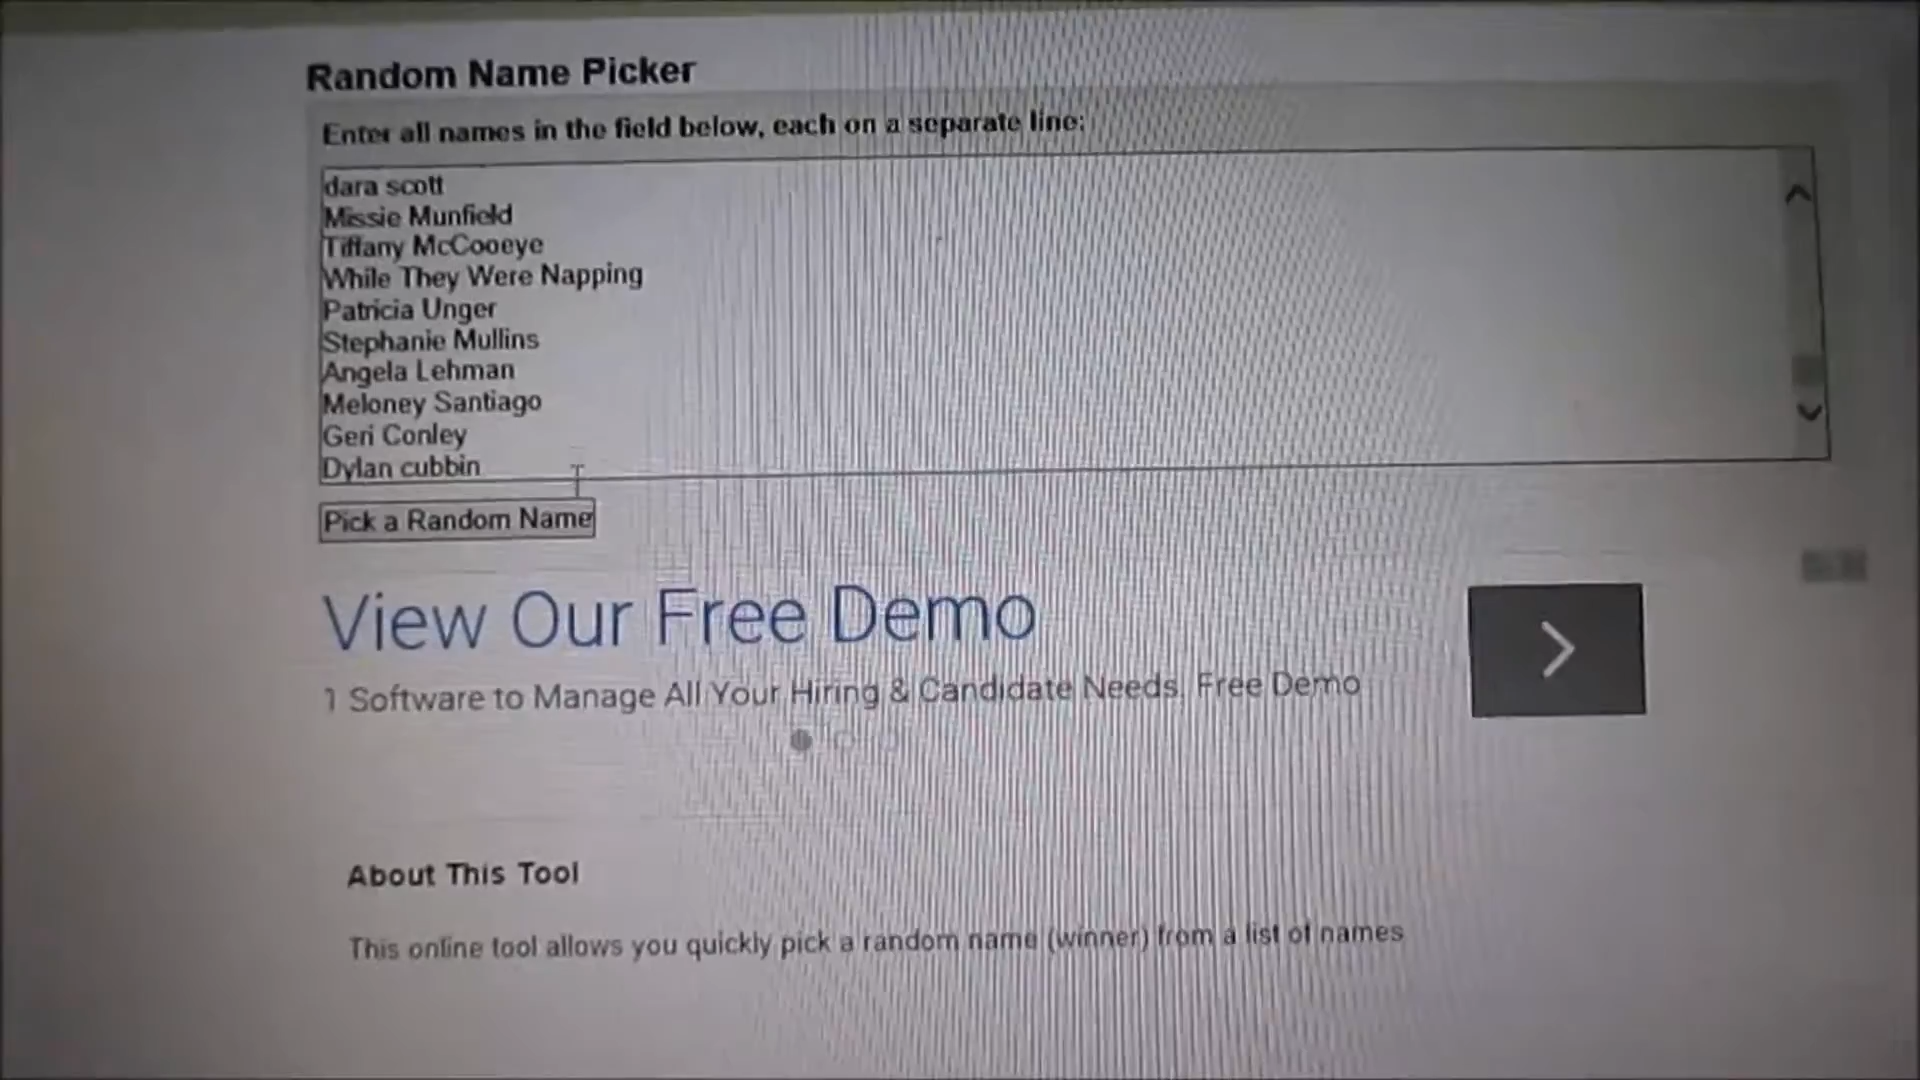 Random Name Picker
Enter all names in the field below, each on a separate line:
dara scott
Missie Munfield
Tiffany McCooeye
While They Were Napping
Patricia Unger
Stephanie Mullins
Angela Lehman
Meloney Santiago
Geri Conley
Dylan cubbin
Pick a Random Name
View Our Free Demo
1 Software to Manage All Your Hiring & Candidate Needs. Free Demo
About This Tool
This online tool allows you quickly pick a random name (winner) from a list of names